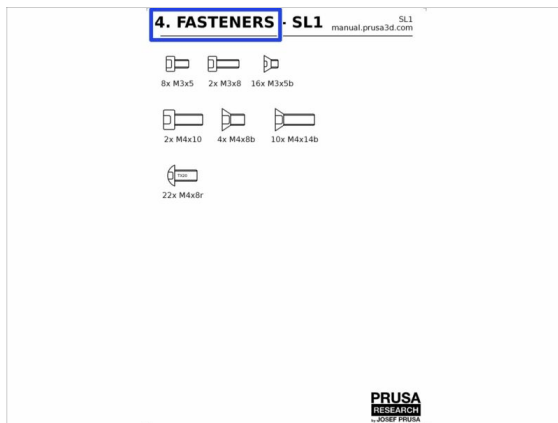 4. FASTENERS - SL1
SL1
manual.prusa3d.com
8x M3x5
2x M3x8
16x M3x5b
2x M4x10
4x M4x8b
10x M4x14b
TX20
22x M4x8r
PRUSA
RESEARCH
by JOSEF PRUSA